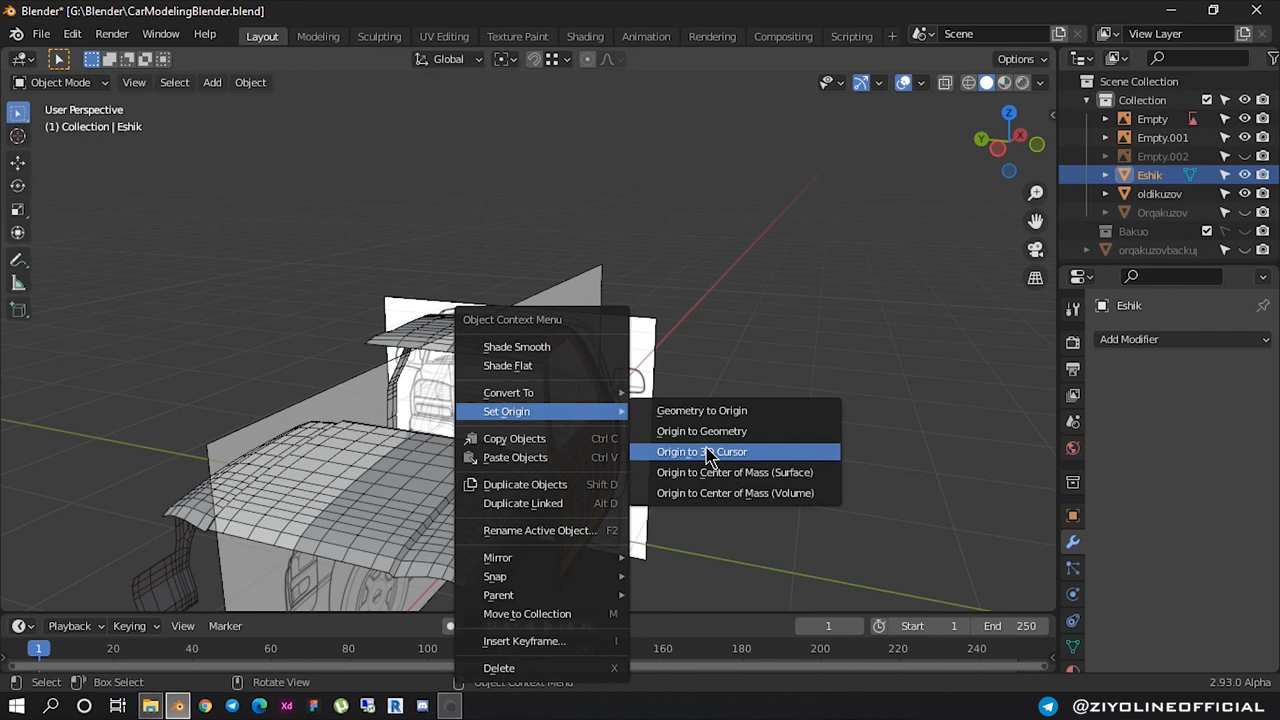 Blender* [G:\Blender\CarModelingBlender.blend]
File Edit Render Window Help Layout Modeling Sculpting UV Editing Texture Paint Shading Animation Rendering Compositing Scripting Scene View Layer
Global Options
Object Mode View Select Add Object
User Perspective
(1) Collection | Eshik
Scene Collection
Collection
Empty
Empty.001
Empty.002
Eshik
oldikuzov
Orqakuzov
Bakuo
orqakuzovbackup
Eshik
Add Modifier
Object Context Menu
Shade Smooth
Shade Flat
Convert To
Set Origin
Copy Objects Ctrl C
Paste Objects Ctrl V
Duplicate Objects Shift D
Duplicate Linked Alt D
Rename Active Object... F2
Mirror
Snap
Parent
Move to Collection M
Insert Keyframe... I
Delete X
Geometry to Origin
Origin to Geometry
Origin to 3D Cursor
Origin to Center of Mass (Surface)
Origin to Center of Mass (Volume)
Playback Keying View Marker 1 Start 1 End 250
1 20 40 60 80 100 160 180 200 220 240
Select Box Select Rotate View Object Context Menu 2.93.0 Alpha
@ZIYOLINEOFFICIAL